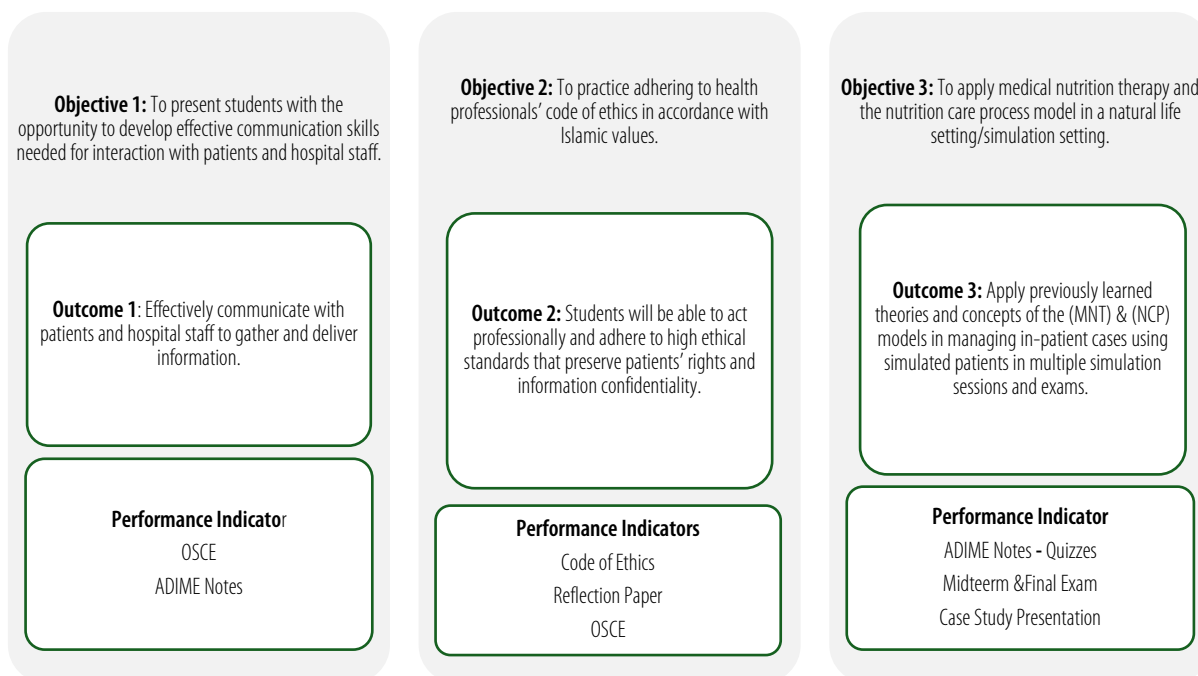 Objective 1: To present students with the
opportunity to develop effective communication skills
needed for interaction with patients and hospital staff.
Outcome 1: Effectively communicate with
patients and hospital staff to gather and deliver
information.
Performance Indicator
OSCE
ADIME Notes
Objective 2: To practice adhering to health
professionals’ code of ethics in accordance with
Islamic values.
Outcome 2: Students will be able to act
professionally and adhere to high ethical
standards that preserve patients’ rights and
information confidentiality.
Performance Indicators
Code of Ethics
Reflection Paper
OSCE
Objective 3: To apply medical nutrition therapy and
the nutrition care process model in a natural life
setting/simulation setting.
Outcome 3: Apply previously learned
theories and concepts of the (MNT) & (NCP)
models in managing in-patient cases using
simulated patients in multiple simulation
sessions and exams.
Performance Indicator
ADIME Notes - Quizzes
Midteerm &Final Exam
Case Study Presentation